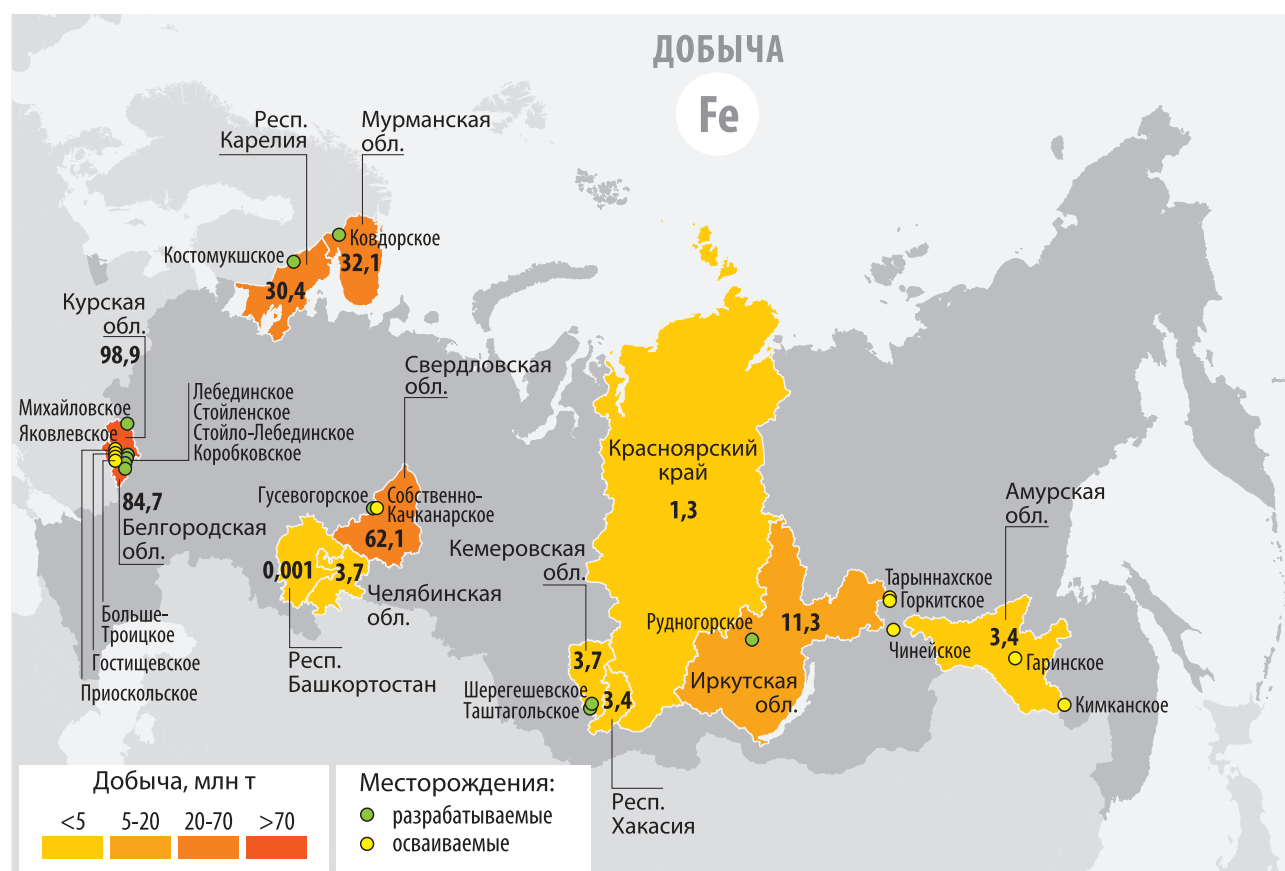 ДОБЫЧА
Fe
Респ.
Карелия
Мурманская
обл.
Костомукшское
Ковдорское
32,1
30,4
Курская
обл.
98,9
Свердловская
обл.
Лебединское
Стойленское
Стойло-Лебединское
Коробковское
Михайловское
Яковлевское
84,7
Белгородская
обл.
Гусевогорское
Собственно-
Качканарское
62,1
0,001
3,7
Челябинская
обл.
Больше-
Троицкое
Гостищевское
Приоскольское
Респ.
Башкортостан
Красноярский
край
1,3
Кемеровская
обл.
3,7
Шерегешевское
Таштагольское
3,4
Респ.
Хакасия
Рудногорское
11,3
Иркутская
обл.
Амурская
обл.
Тарыннахское
Горкитское
Чинейское
3,4
Гаринское
Кимканское
Добыча, млн т
<5 5-20 20-70 >70
Месторождения:
разрабатываемые
осваиваемые